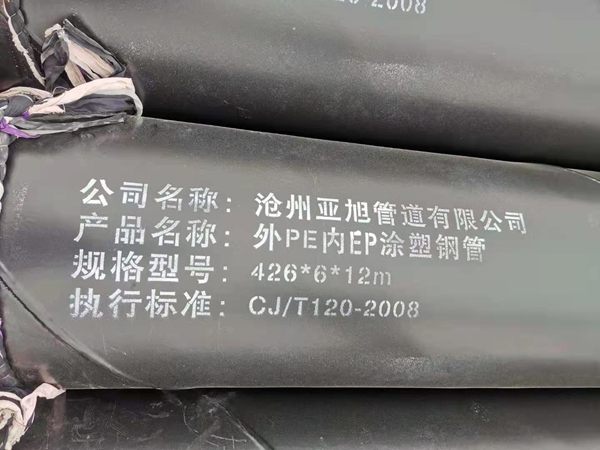 2008
公司名称：沧州亚旭管道有限公司
产品名称：外PE内EP涂塑钢管
规格型号：426*6*12m
执行标准：CJ/T120-2008